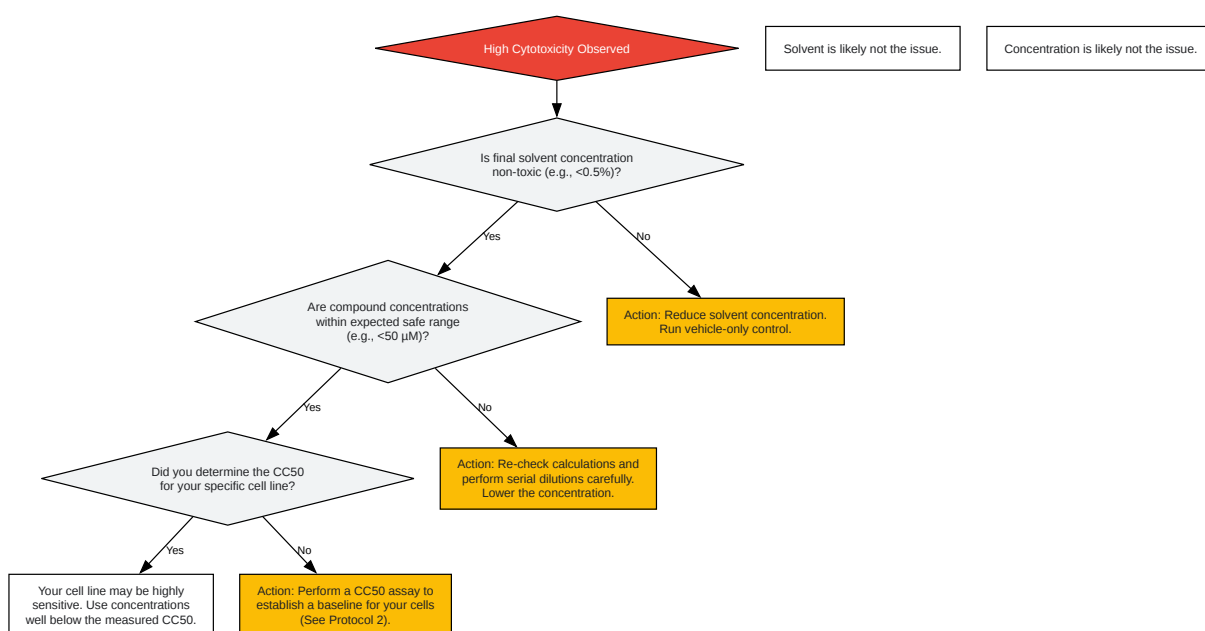 High Cytotoxicity Observed
Solvent is likely not the issue.
Concentration is likely not the issue.
Is final solvent concentration
non-toxic (e.g., <0.5%)?
Yes
No
Are compound concentrations
within expected safe range
(e.g., <50 µM)?
Action: Reduce solvent concentration.
Run vehicle-only control.
Yes
No
Did you determine the CC50
for your specific cell line?
Action: Re-check calculations and
perform serial dilutions carefully.
Lower the concentration.
Yes
No
Your cell line may be highly
sensitive. Use concentrations
well below the measured CC50.
Action: Perform a CC50 assay to
establish a baseline for your cells
(See Protocol 2).